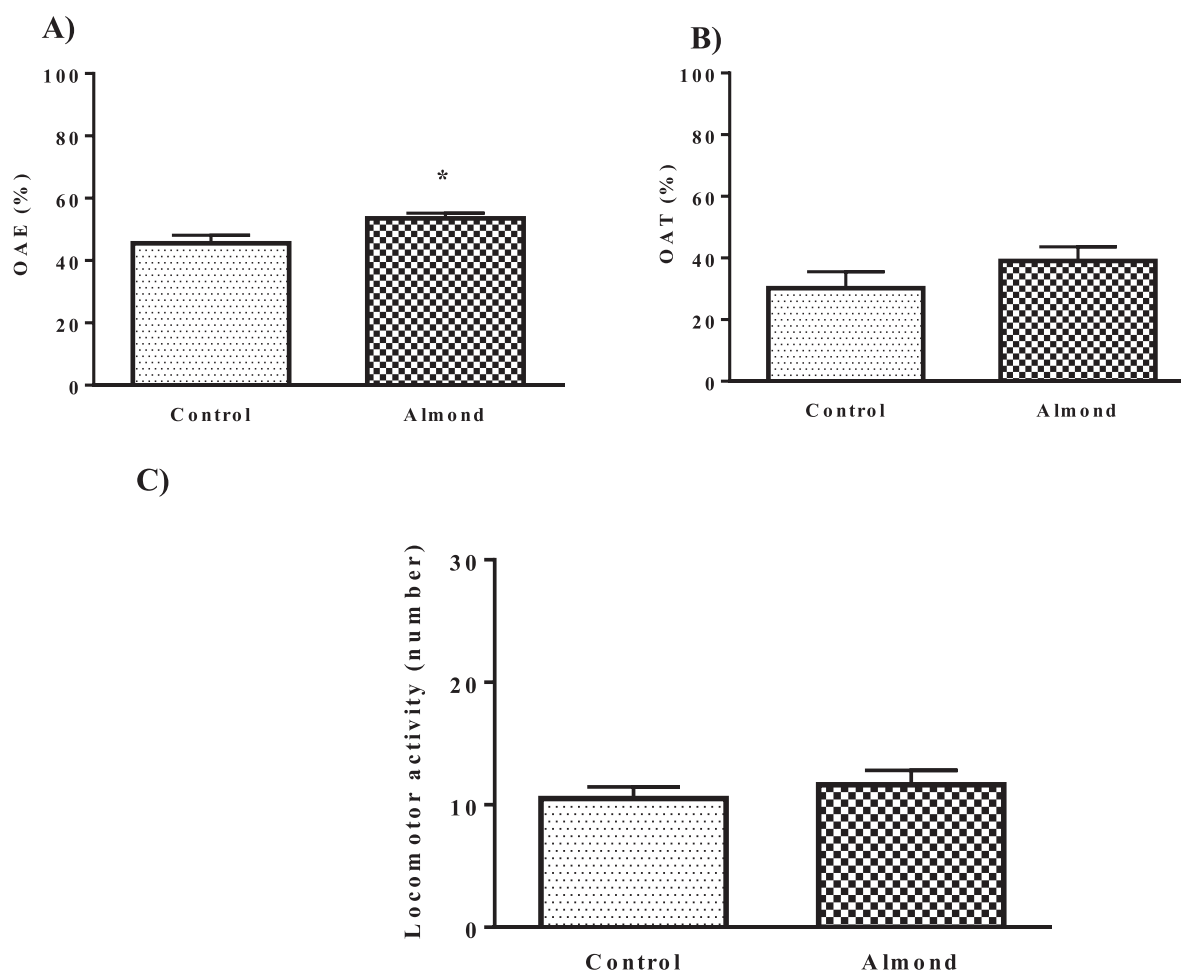 A)
100
80
60
40
20
0
OAE (%)
*
Control
Almond
B)
100
80
60
40
20
0
OAT (%)
Control
Almond
C)
30
20
10
0
Locomotor activity (number)
Control
Almond